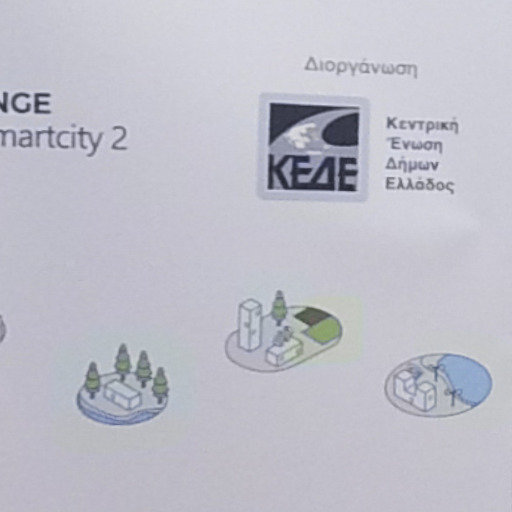 Διοργάνωση
NGE
martcity 2
ΚΕΔΕ
Κεντρική
Ένωση
Δήμων
Ελλάδος